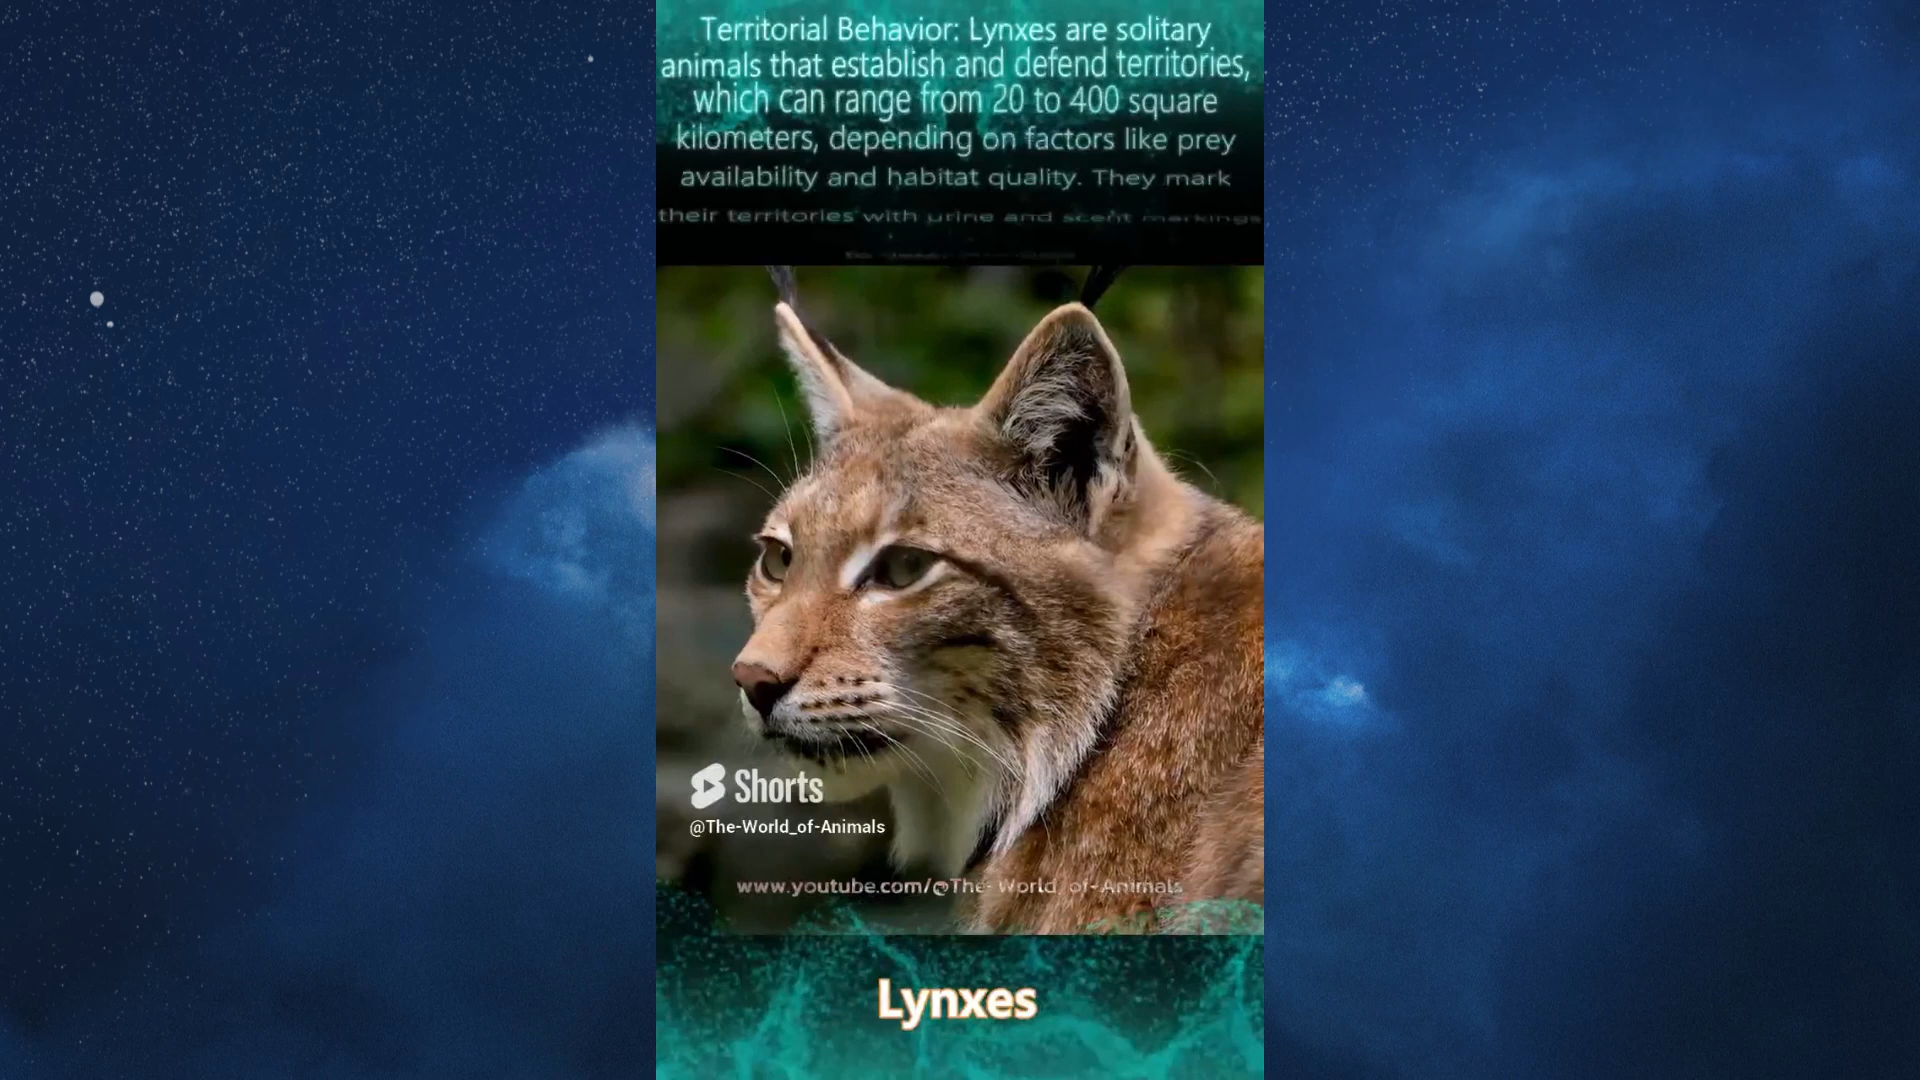 Territorial Behavior: Lynxes are solitary
animals that establish and defend territories,
which can range from 20 to 400 square
kilometers, depending on factors like prey
availability and habitat quality. They mark
their territories with urine and scent markings
Shorts
@The-World_of-Animals
www.youtube.com/@The-World_of-Animals
Lynxes